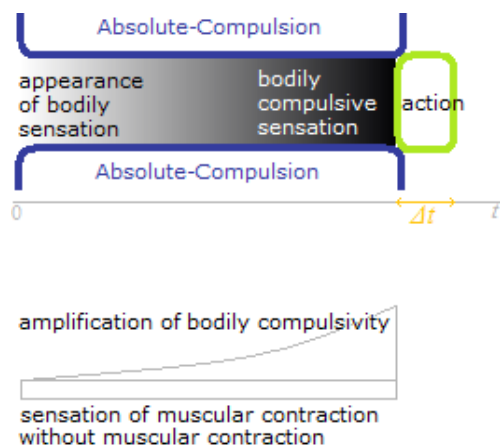 Absolute-Compulsion
appearance
of bodily
sensation
bodily
compulsive
sensation
action
Absolute-Compulsion
0
Δt
t
amplification of bodily compulsivity
sensation of muscular contraction
without muscular contraction